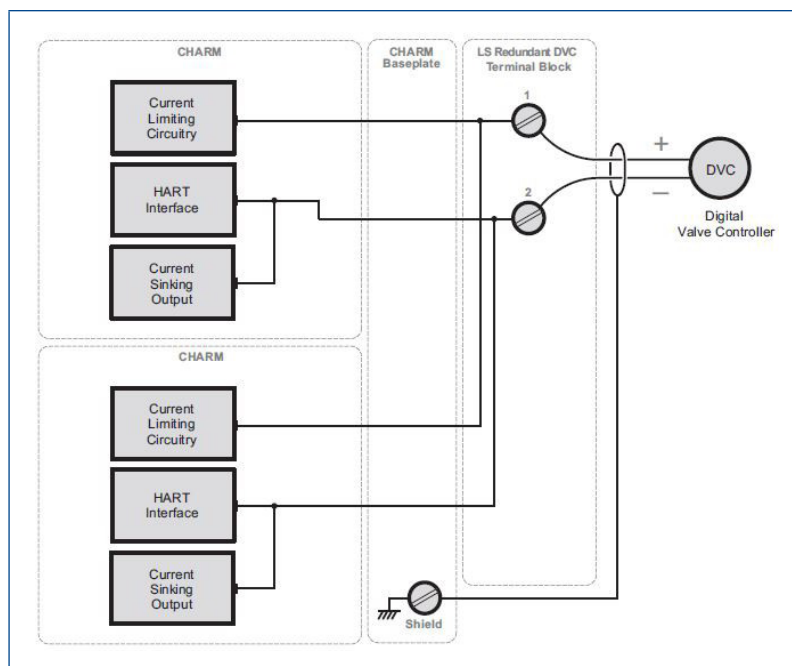 CHARM
CHARM
Baseplate
LS Redundant DVC
Terminal Block
Current
Limiting
Circuitry
1
+
DVC
HART
Interface
2
−
Digital
Valve Controller
Current
Sinking
Output
CHARM
Current
Limiting
Circuitry
HART
Interface
Current
Sinking
Output
Shield